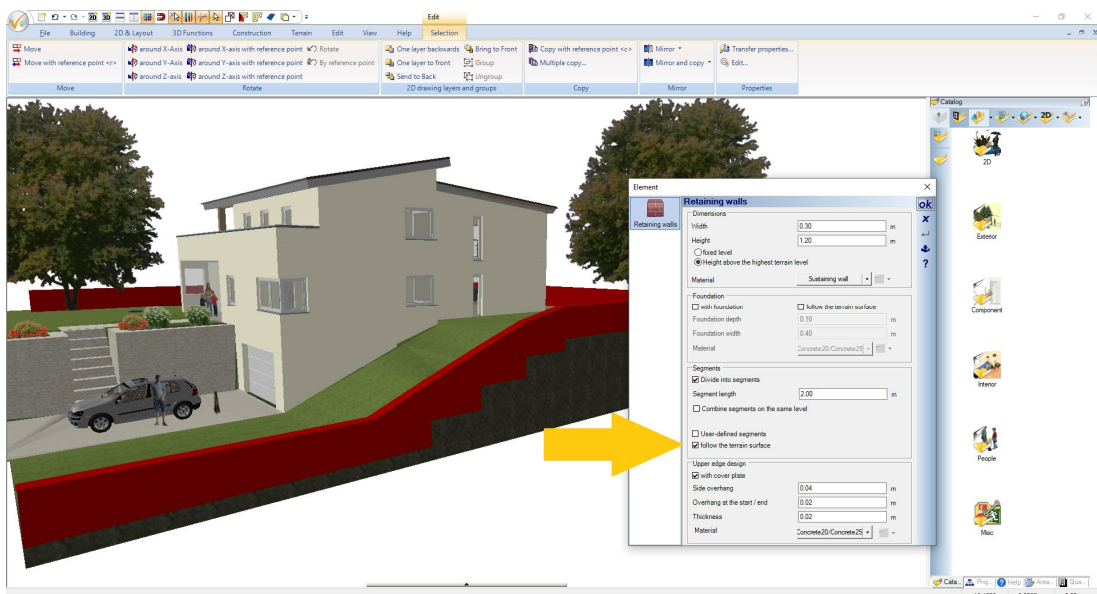 2D 3D Edit
File Building 2D & Layout 3D Functions Construction Terrain Edit View Help Selection
Move around X-Axis around X-axis with reference point Rotate One layer backwards Bring to Front Copy with reference point <c> Mirror Transfer properties...
Move with reference point <r> around Y-Axis around Y-axis with reference point By reference point One layer to front Group Multiple copy... Mirror and copy Edit...
around Z-axis around Z-axis with reference point Send to Back Ungroup
Move Rotate 2D drawing layers and groups Copy Mirror Properties
Catalog
2D
2D
Exterior
Component
Interior
People
Misc
Element
Retaining walls
Retaining walls
ok
x
?
Dimensions
Width 0.30 m
Height 1.20 m
fixed level
Height above the highest terrain level
Material Sustaining wall
Foundation
with foundation follow the terrain surface
Foundation depth 0.10 m
Foundation width 0.40 m
Material Concrete20/Concrete25
Segments
Divide into segments
Segment length 2.00 m
Combine segments on the same level
User-defined segments
follow the terrain surface
Upper edge design
with cover plate
Side overhang 0.04 m
Overhang at the start / end 0.02 m
Thickness 0.02 m
Material Concrete20/Concrete25
Cata... Proj... Help Area... Qua...